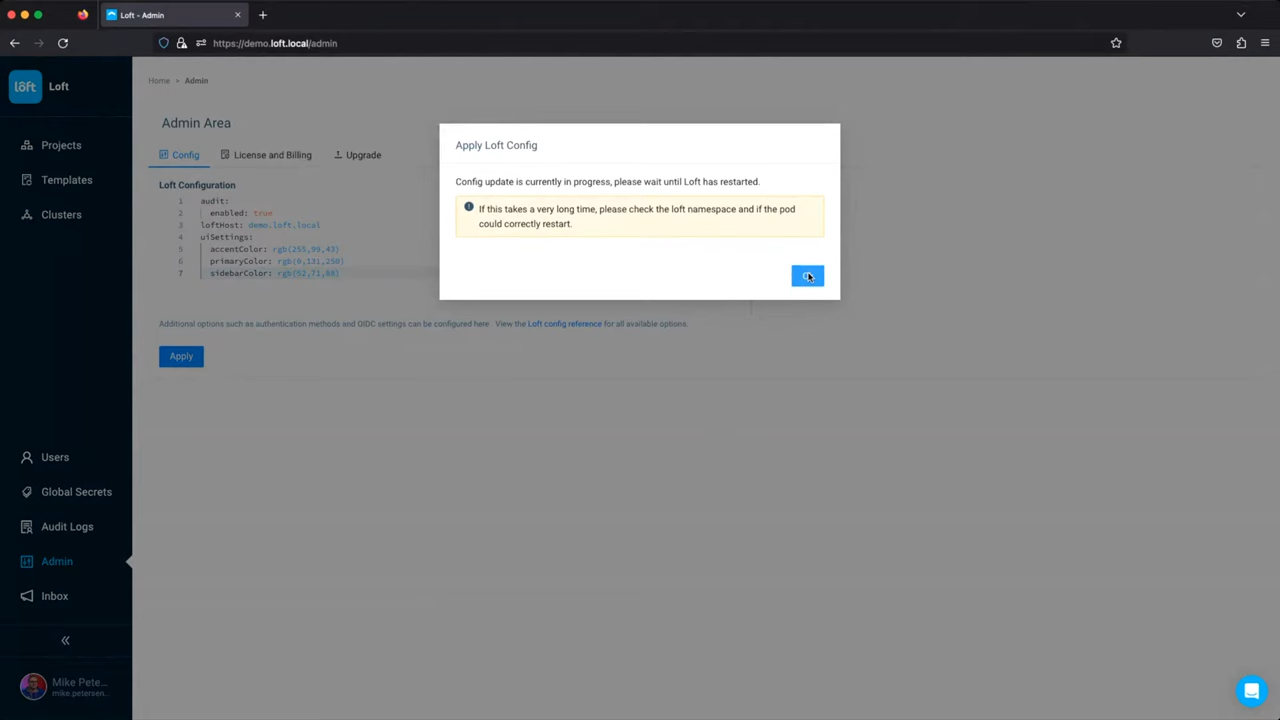 Loft - Admin
https://demo.loft.local/admin
lôft
Loft
Home > Admin
Projects
Templates
Clusters
Admin Area
Config
License and Billing
Upgrade
Loft Configuration
1 audit:
2 enabled: true
3 loftHost: demo.loft.local
4 uiSettings:
5 accentColor: rgb(255,99,43)
6 primaryColor: rgb(0,131,250)
7 sidebarColor: rgb(52,71,88)
Additional options such as authentication methods and OIDC settings can be configured here View the Loft config reference for all available options.
Apply
Apply Loft Config
Config update is currently in progress, please wait until Loft has restarted.
If this takes a very long time, please check the loft namespace and if the pod
could correctly restart.
Users
Global Secrets
Audit Logs
Admin
Inbox
Mike Pete...
mike.petersen...